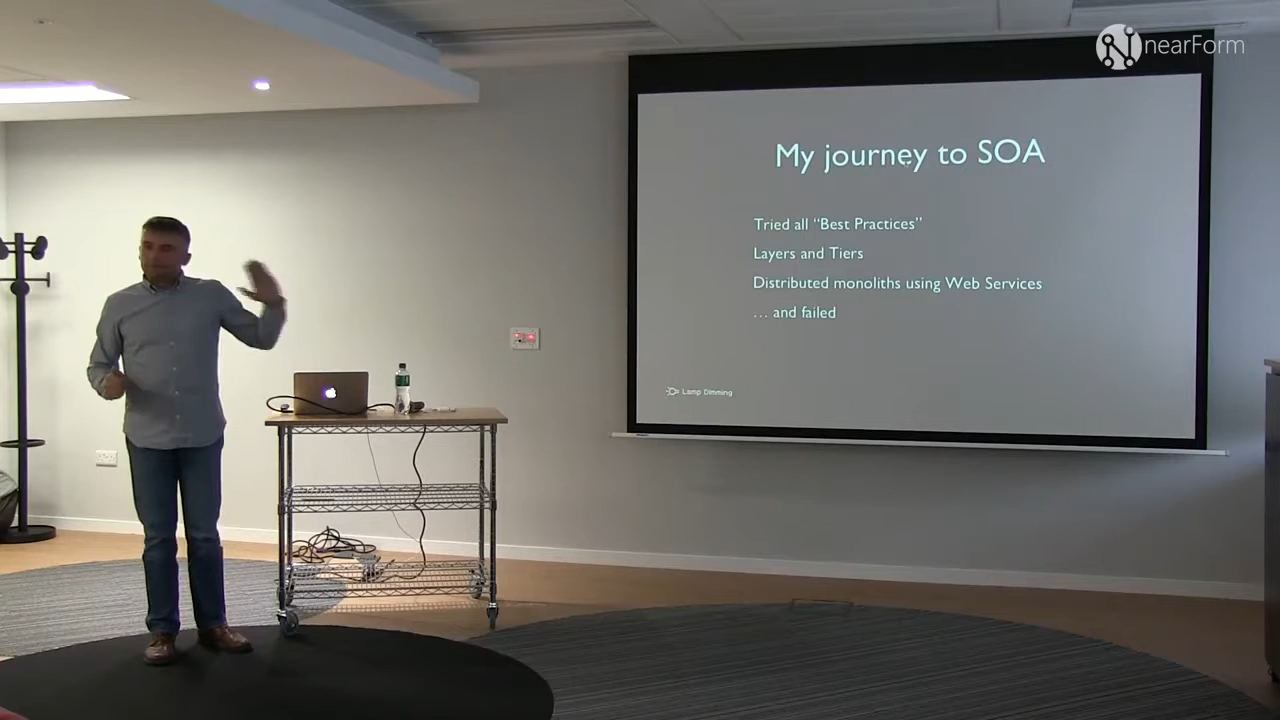 nearForm
My journey to SOA
Tried all “Best Practices”
Layers and Tiers
Distributed monoliths using Web Services
... and failed
Lamp Dimming